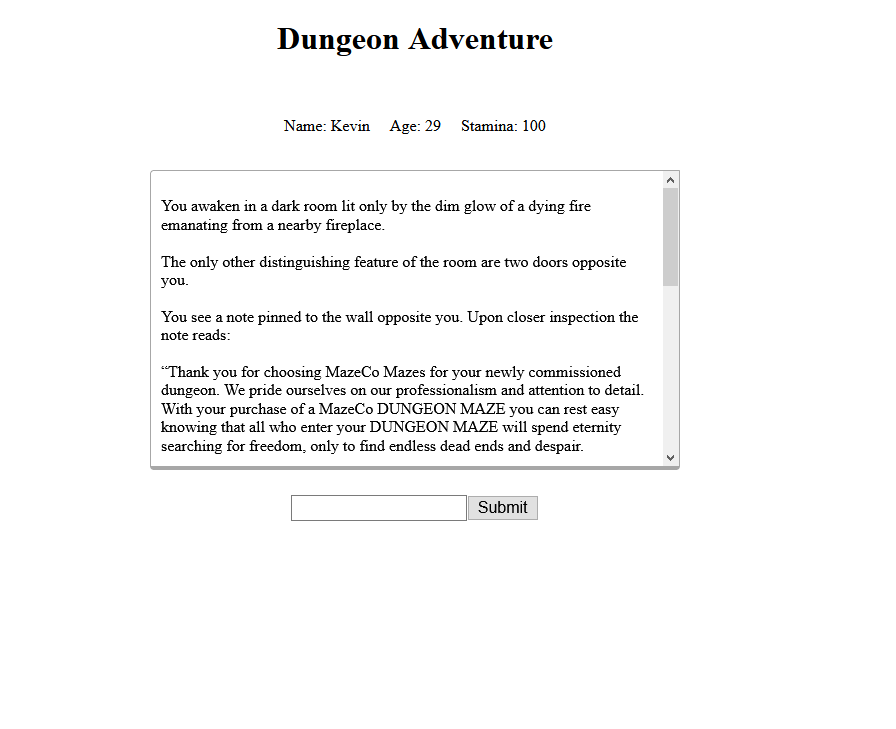 Dungeon Adventure
Name: Kevin Age: 29 Stamina: 100
You awaken in a dark room lit only by the dim glow of a dying fire
emanating from a nearby fireplace.
The only other distinguishing feature of the room are two doors opposite
you.
You see a note pinned to the wall opposite you. Upon closer inspection the
note reads:
“Thank you for choosing MazeCo Mazes for your newly commissioned
dungeon. We pride ourselves on our professionalism and attention to detail.
With your purchase of a MazeCo DUNGEON MAZE you can rest easy
knowing that all who enter your DUNGEON MAZE will spend eternity
searching for freedom, only to find endless dead ends and despair.
Submit